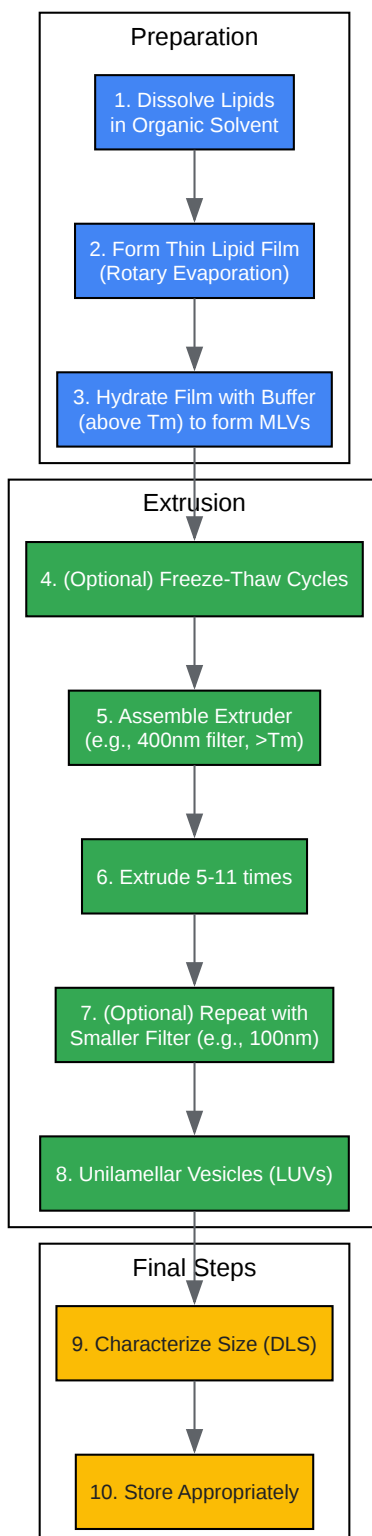 Preparation
1. Dissolve Lipids
in Organic Solvent
2. Form Thin Lipid Film
(Rotary Evaporation)
3. Hydrate Film with Buffer
(above Tm) to form MLVs
Extrusion
4. (Optional) Freeze-Thaw Cycles
5. Assemble Extruder
(e.g., 400nm filter, >Tm)
6. Extrude 5-11 times
7. (Optional) Repeat with
Smaller Filter (e.g., 100nm)
8. Unilamellar Vesicles (LUVs)
Final Steps
9. Characterize Size (DLS)
10. Store Appropriately